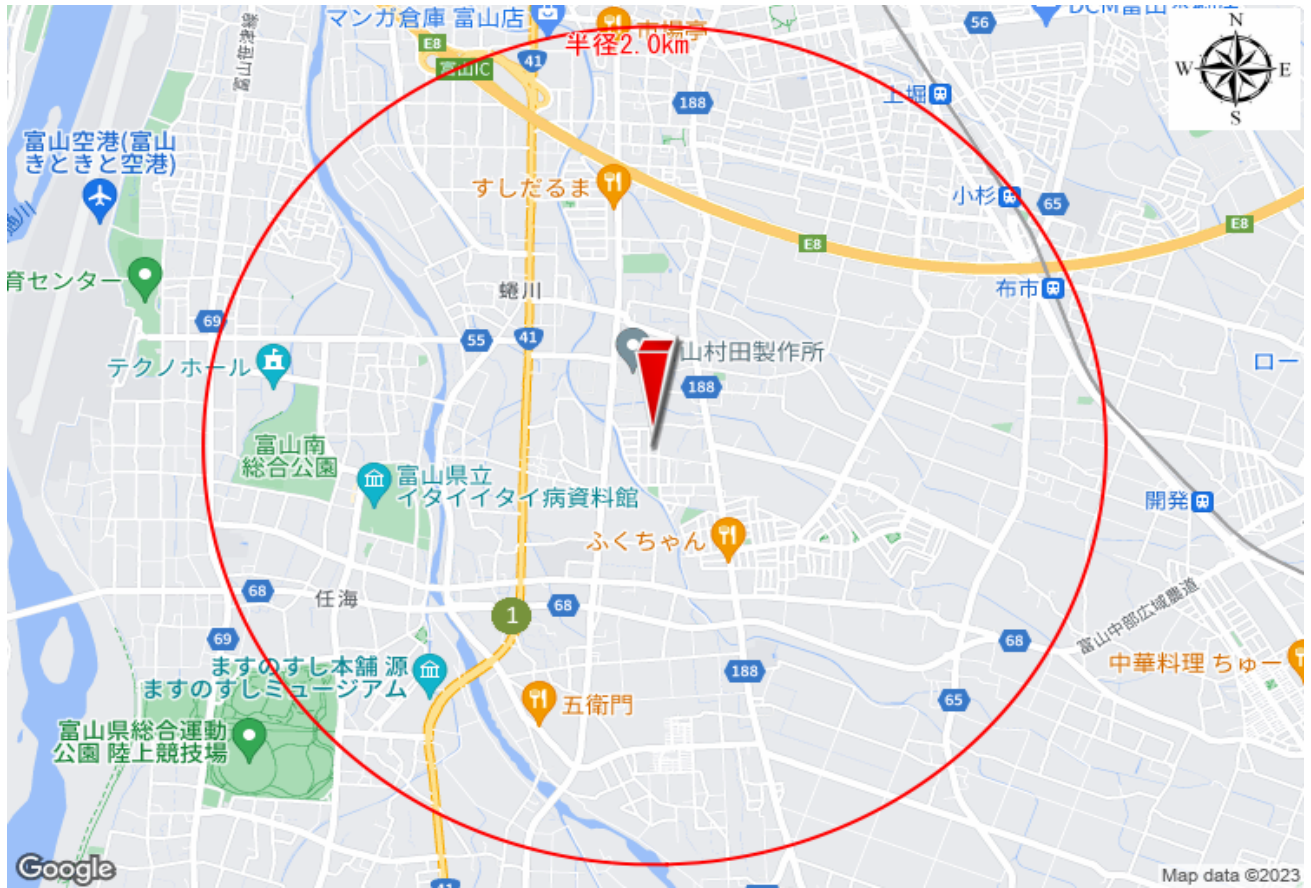 マンガ倉庫 富山店
市場亭
半径2.0km
56
N
W
E
S
E8
富山IC
41
188
上堀
富山空港(富山
きときと空港)
すしだるま
小杉
65
E8
E8
布市
育センター
蜷川
69
55
41
山村田製作所
188
テクノホール
ロー
富山南
総合公園
富山県立
イタイイタイ病資料館
ふくちゃん
開発
68
任海
1
68
68
富山中部広域農道
69
ますのすし本舗 源
ますのすしミュージアム
188
65
中華料理 ちゅー
五衛門
富山県総合運動
公園 陸上競技場
41
Google
Map data ©2023